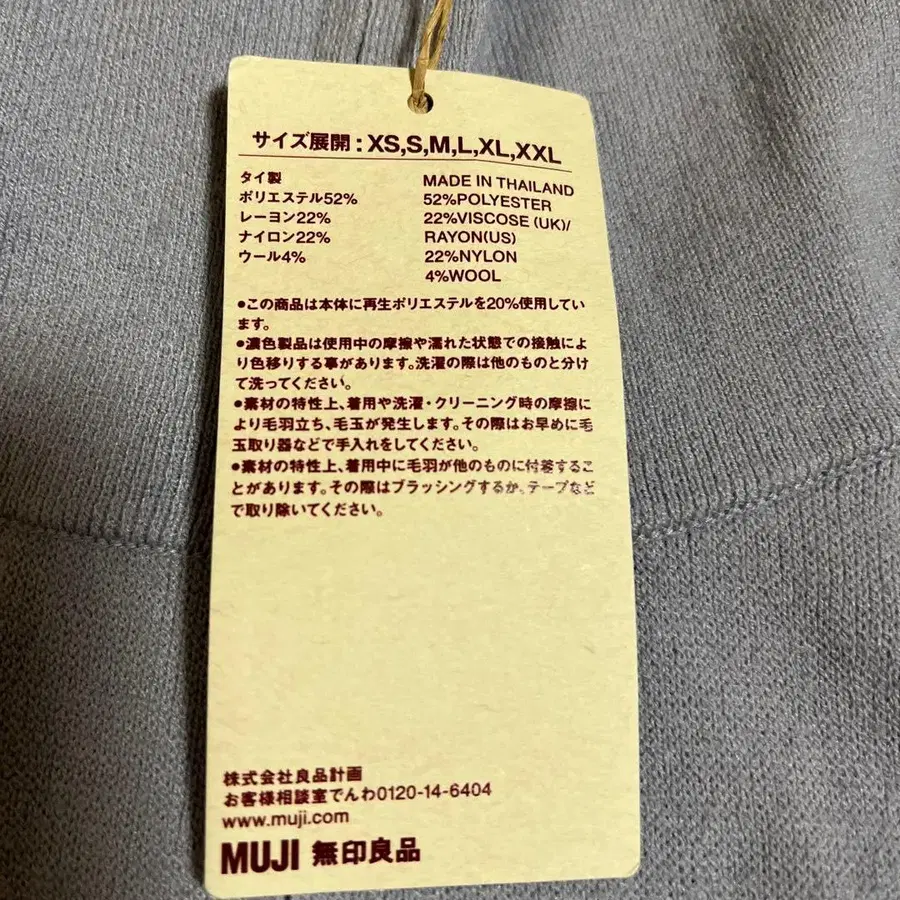 サイズ展開：XS,S,M,L,XL,XXL
タイ製
ポリエステル52%
レーヨン22%
ナイロン22%
ウール4%
MADE IN THAILAND
52%POLYESTER
22%VISCOSE (UK)/
RAYON(US)
22%NYLON
4%WOOL
●この商品は本体に再生ポリエステルを20%使用してい
ます。
●濃色製品は使用中の摩擦や濡れた状態での接触によ
り色移りする事があります。洗濯の際は他のものと分け
て洗ってください。
●素材の特性上、着用や洗濯・クリーニング時の摩擦に
より毛羽立ち、毛玉が発生します。その際はお早めに毛
玉取り器などで手入れをしてください。
●素材の特性上、着用中に毛羽が他のものに付着するこ
とがあります。その際はブラッシングするか、テープなど
で取り除いてください。
株式会社良品計画
お客様相談室でんわ0120-14-6404
www.muji.com
MUJI 無印良品